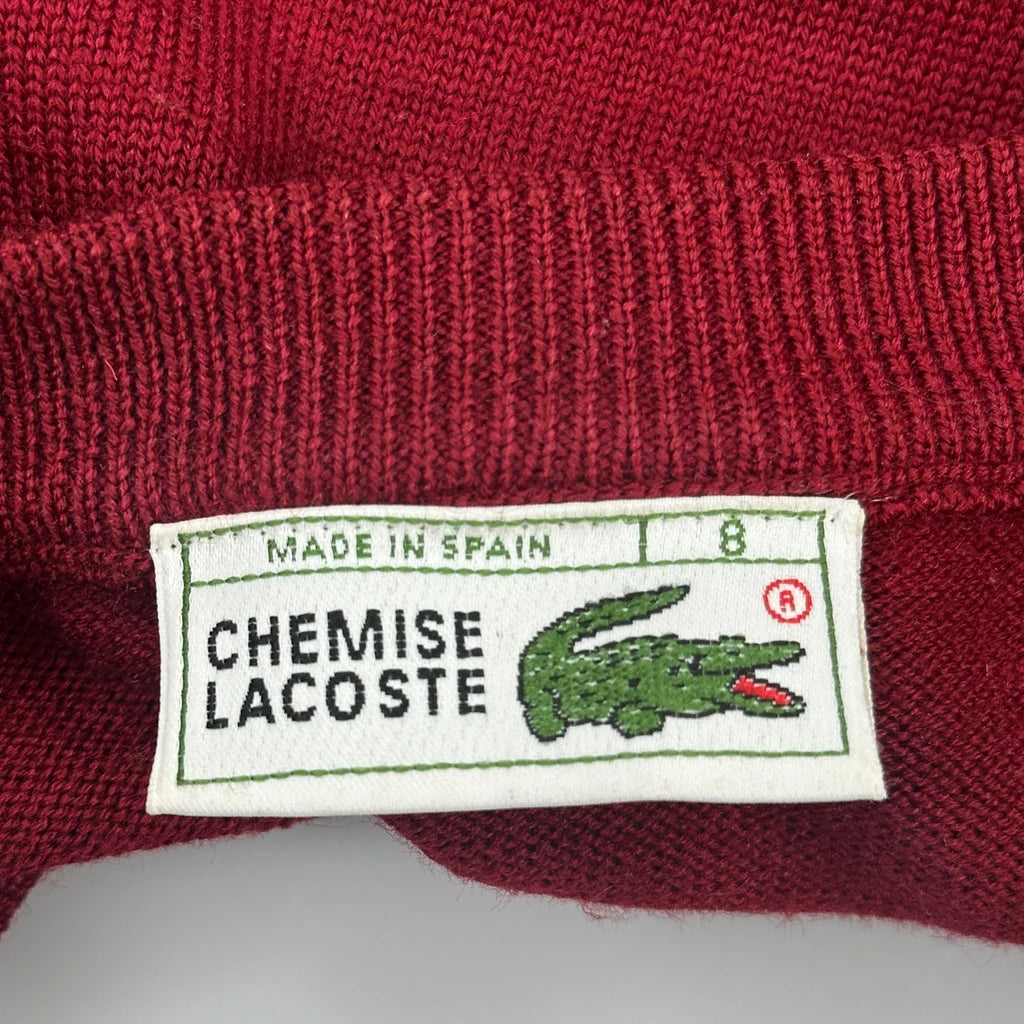 MADE IN SPAIN 8
®
CHEMISE
LACOSTE